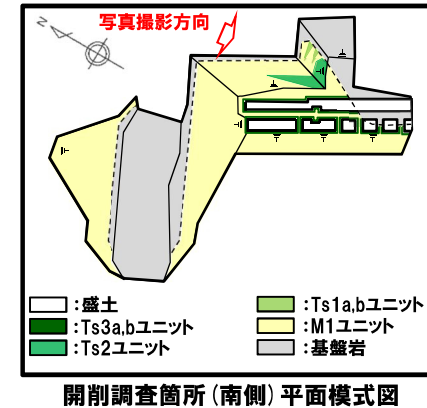 写真撮影方向
N
:盛土
:Ts3a,bユニット
:Ts2ユニット
:Ts1a,bユニット
:M1ユニット
:基盤岩
開削調査箇所(南側)平面模式図